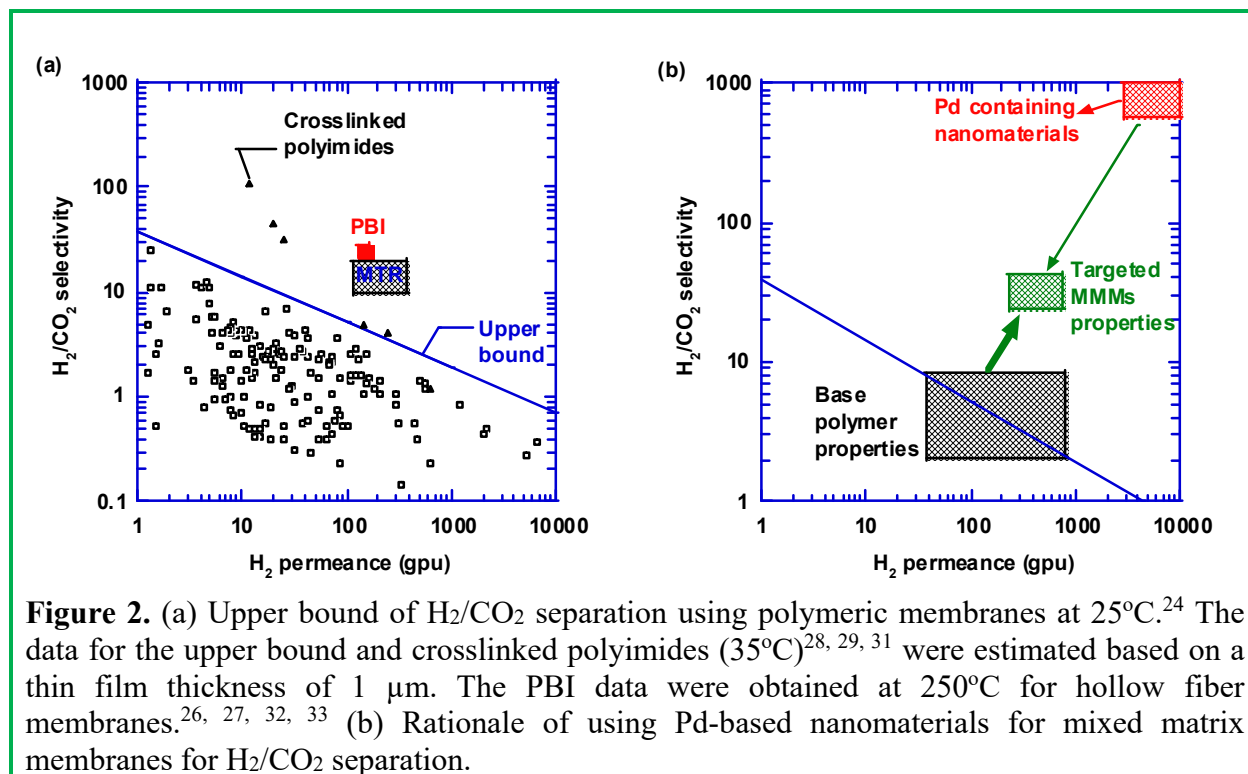 (a)
1000
100
10
1
0.1
H₂/CO₂ selectivity
Crosslinked
polyimides
PBI
MTR
Upper
bound
1
10
100
1000
10000
H₂ permeance (gpu)
(b)
1000
100
10
1
H₂/CO₂ selectivity
Pd containing
nanomaterials
Targeted
MMMs
properties
Base
polymer
properties
1
10
100
1000
10000
H₂ permeance (gpu)
Figure 2. (a) Upper bound of H₂/CO₂ separation using polymeric membranes at 25ºC.²⁴ The
data for the upper bound and crosslinked polyimides (35ºC)²⁸, ²⁹, ³¹ were estimated based on a
thin film thickness of 1 µm. The PBI data were obtained at 250ºC for hollow fiber
membranes.²⁶, ²⁷, ³², ³³ (b) Rationale of using Pd-based nanomaterials for mixed matrix
membranes for H₂/CO₂ separation.